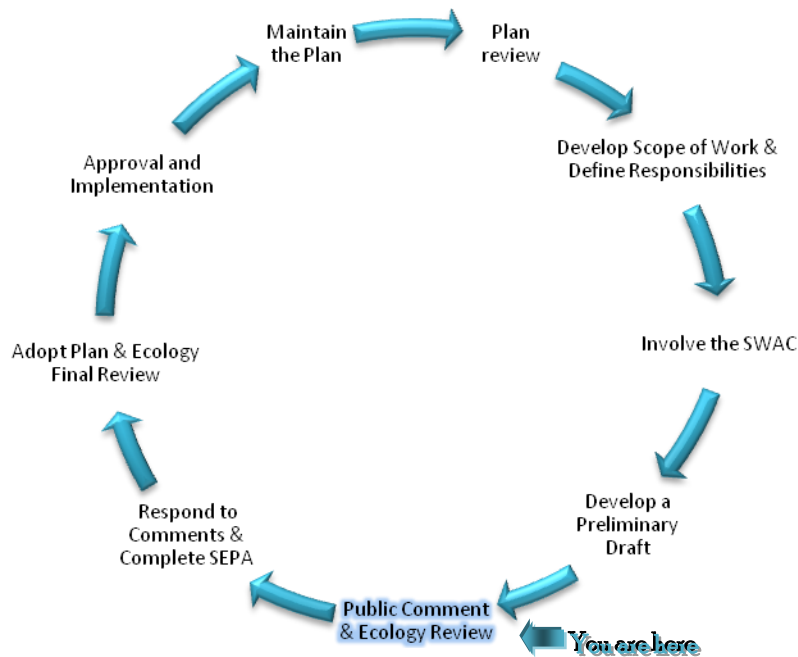 Maintain
the Plan
Plan
review
Develop Scope of Work &
Define Responsibilities
Involve the SWAC
Develop a
Preliminary
Draft
Public Comment
& Ecology Review
You are here
Respond to
Comments &
Complete SEPA
Adopt Plan & Ecology
Final Review
Approval and
Implementation